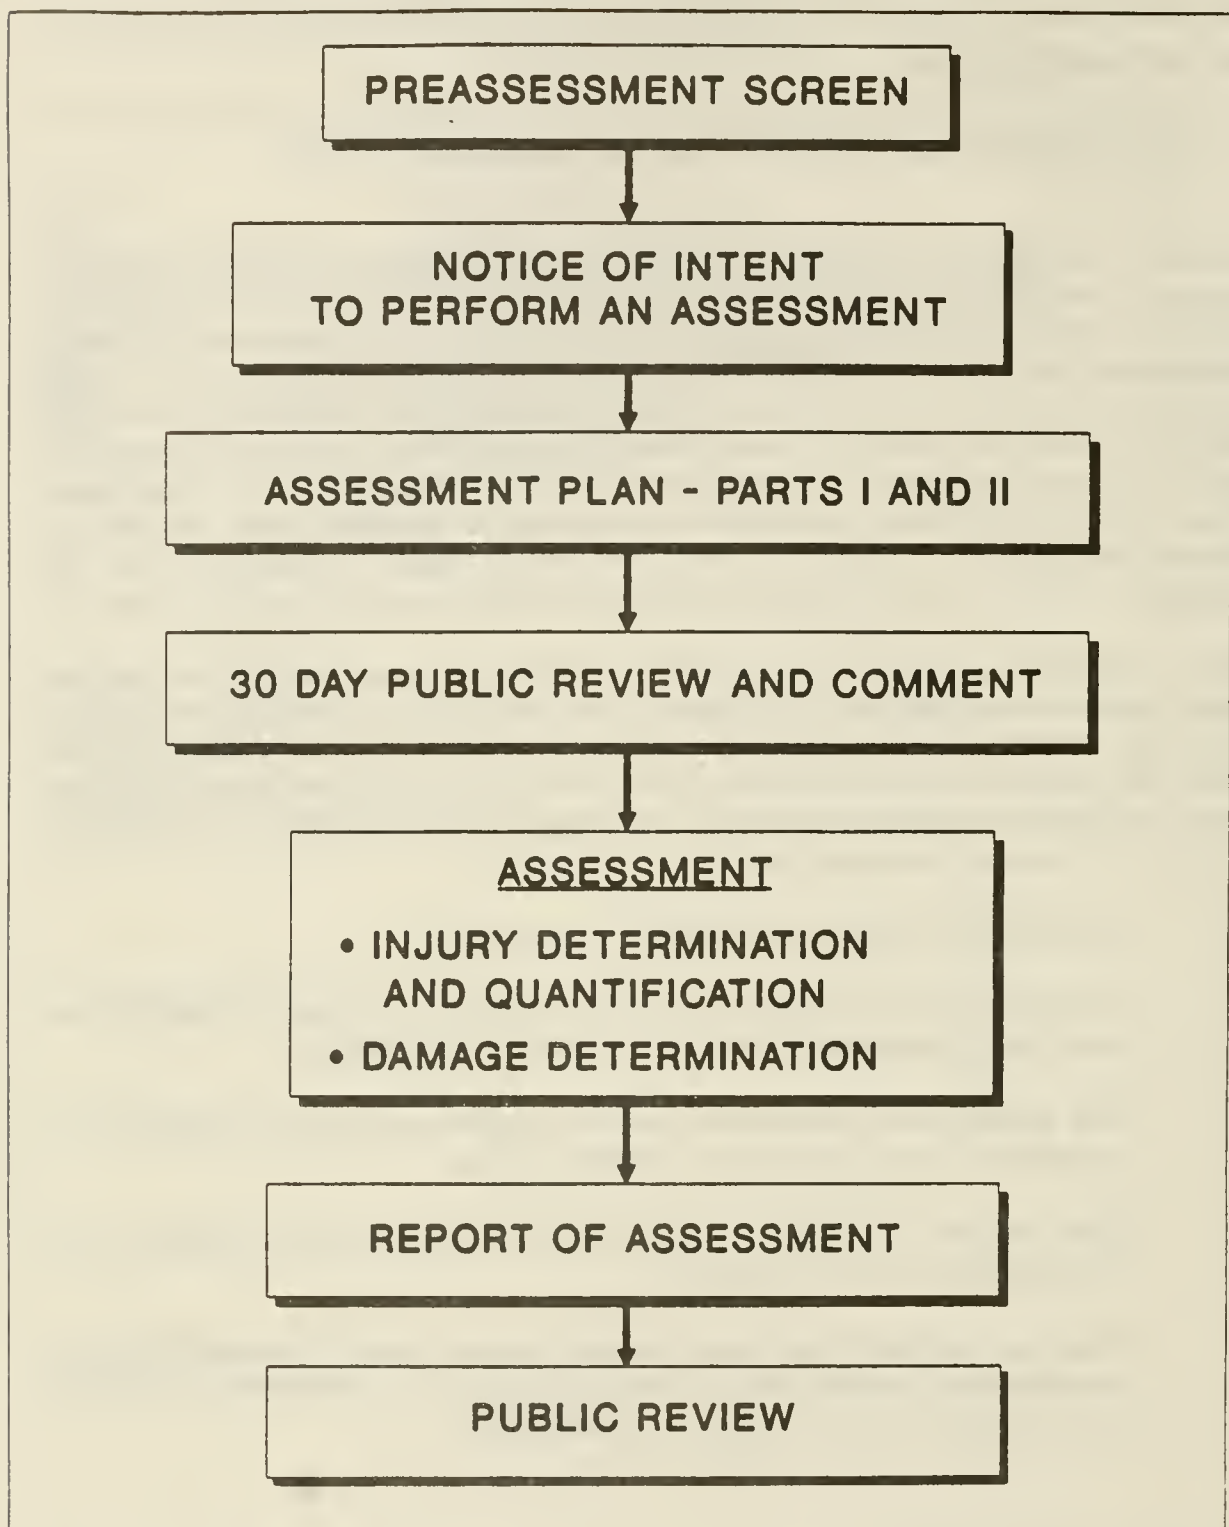 PREASSESSMENT SCREEN
NOTICE OF INTENT
TO PERFORM AN ASSESSMENT
ASSESSMENT PLAN - PARTS I AND II
30 DAY PUBLIC REVIEW AND COMMENT
ASSESSMENT
• INJURY DETERMINATION
AND QUANTIFICATION
• DAMAGE DETERMINATION
REPORT OF ASSESSMENT
PUBLIC REVIEW